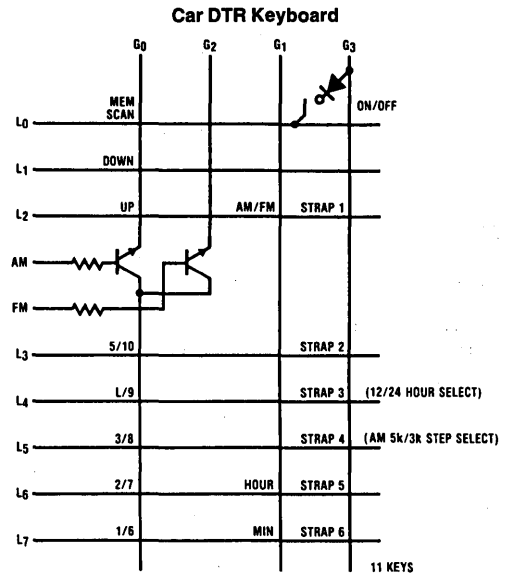 Car DTR Keyboard
G0 G2 G1 G3
MEM
SCAN
ON/OFF
L0
DOWN
L1
UP AM/FM STRAP 1
L2
AM
FM
5/10 STRAP 2
L3
L/9 STRAP 3 (12/24 HOUR SELECT)
L4
3/8 STRAP 4 (AM 5k/3k STEP SELECT)
L5
2/7 HOUR STRAP 5
L6
1/6 MIN STRAP 6
L7
11 KEYS